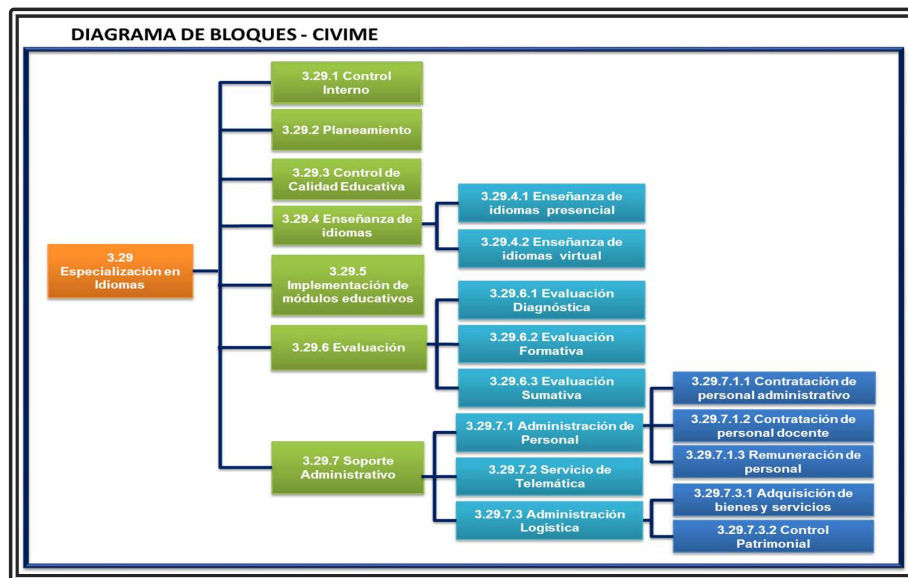 DIAGRAMA DE BLOQUES - CIVIME
3.29
Especialización en
Idiomas
3.29.1 Control
Interno
3.29.2 Planeamiento
3.29.3 Control de
Calidad Educativa
3.29.4 Enseñanza de
idiomas
3.29.4.1 Enseñanza de
idiomas presencial
3.29.4.2 Enseñanza de
idiomas virtual
3.29.5
Implementación de
módulos educativos
3.29.6 Evaluación
3.29.6.1 Evaluación
Diagnóstica
3.29.6.2 Evaluación
Formativa
3.29.6.3 Evaluación
Sumativa
3.29.7 Soporte
Administrativo
3.29.7.1 Administración de
Personal
3.29.7.1.1 Contratación de
personal administrativo
3.29.7.1.2 Contratación de
personal docente
3.29.7.1.3 Remuneración de
personal
3.29.7.2 Servicio de
Telemática
3.29.7.3 Administración
Logística
3.29.7.3.1 Adquisición de
bienes y servicios
3.29.7.3.2 Control
Patrimonial